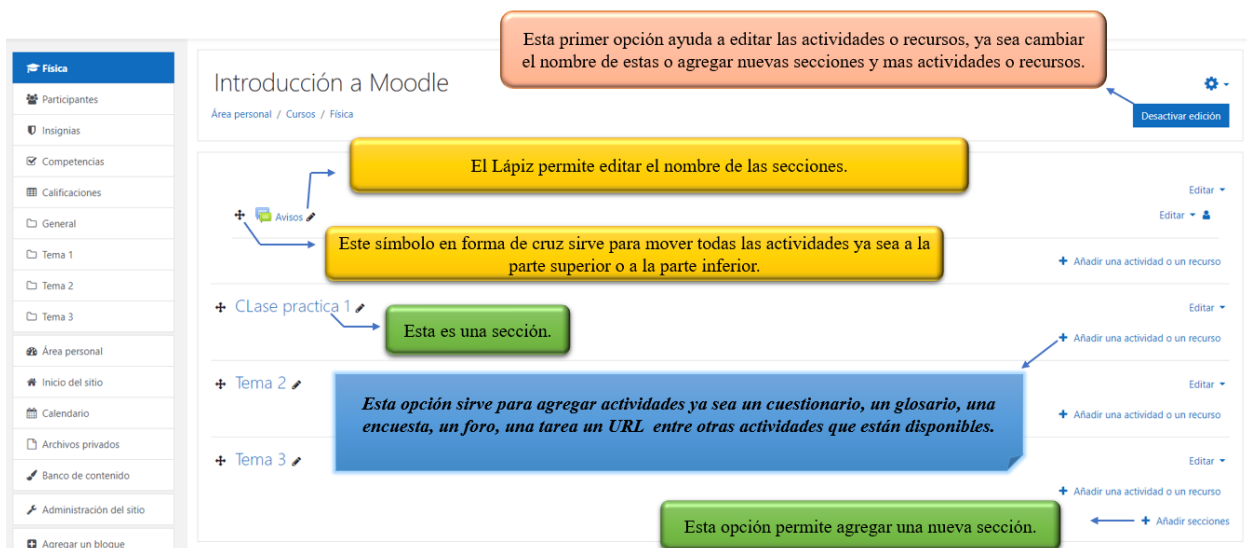 Esta primer opción ayuda a editar las actividades o recursos, ya sea cambiar
el nombre de estas o agregar nuevas secciones y mas actividades o recursos.
Física
Participantes
Insignias
Competencias
Calificaciones
General
Tema 1
Tema 2
Tema 3
Área personal
Inicio del sitio
Calendario
Archivos privados
Banco de contenido
Administración del sitio
Agregar un bloque
Introducción a Moodle
Área personal / Cursos / Física
Desactivar edición
El Lápiz permite editar el nombre de las secciones.
Editar
Avisos
Editar
Este símbolo en forma de cruz sirve para mover todas las actividades ya sea a la
parte superior o a la parte inferior.
Añadir una actividad o un recurso
CLase practica 1
Editar
Esta es una sección.
Añadir una actividad o un recurso
Tema 2
Editar
Esta opción sirve para agregar actividades ya sea un cuestionario, un glosario, una
encuesta, un foro, una tarea un URL entre otras actividades que están disponibles.
Añadir una actividad o un recurso
Tema 3
Editar
Añadir una actividad o un recurso
Esta opción permite agregar una nueva sección.
Añadir secciones